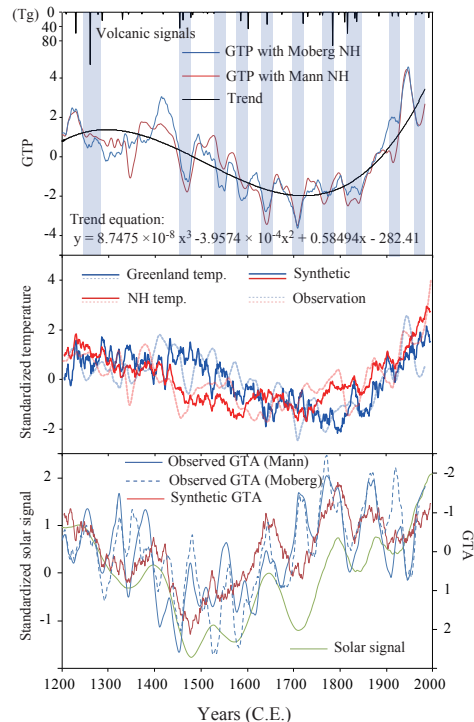 (Tg)
0
40
80
Volcanic signals
GTP with Moberg NH
GTP with Mann NH
Trend
4
2
0
-2
-4
GTP
Trend equation:
y = 8.7475 ×10⁻⁸ x³ -3.9574 × 10⁻⁴x² + 0.58494x - 282.41
Greenland temp.
Synthetic
NH temp.
Observation
4
2
0
-2
Standardized temperature
Observed GTA (Mann)
Observed GTA (Moberg)
Synthetic GTA
2
1
0
-1
Standardized solar signal
-2
-1
0
1
2
GTA
Solar signal
1200 1300 1400 1500 1600 1700 1800 1900 2000
Years (C.E.)